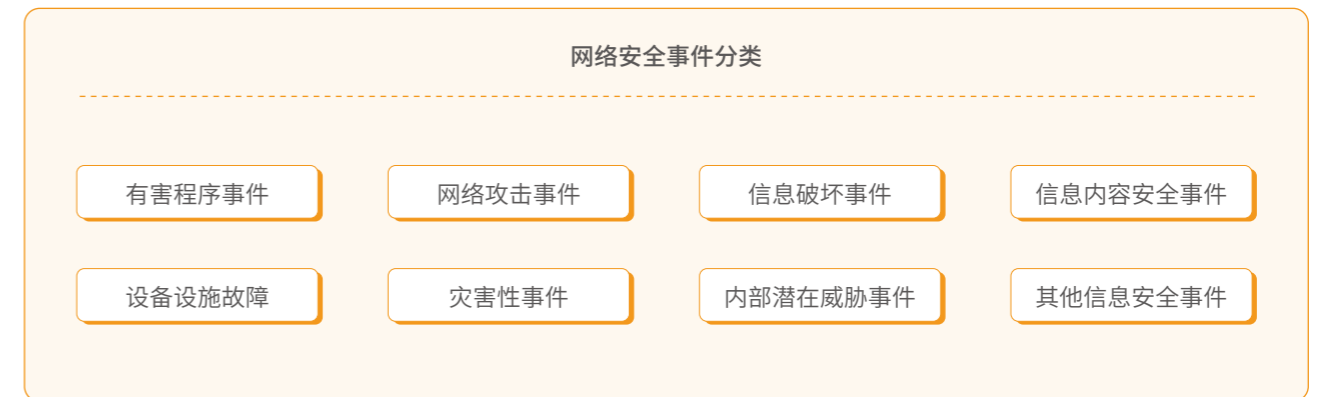 网络安全事件分类
有害程序事件
网络攻击事件
信息破坏事件
信息内容安全事件
设备设施故障
灾害性事件
内部潜在威胁事件
其他信息安全事件